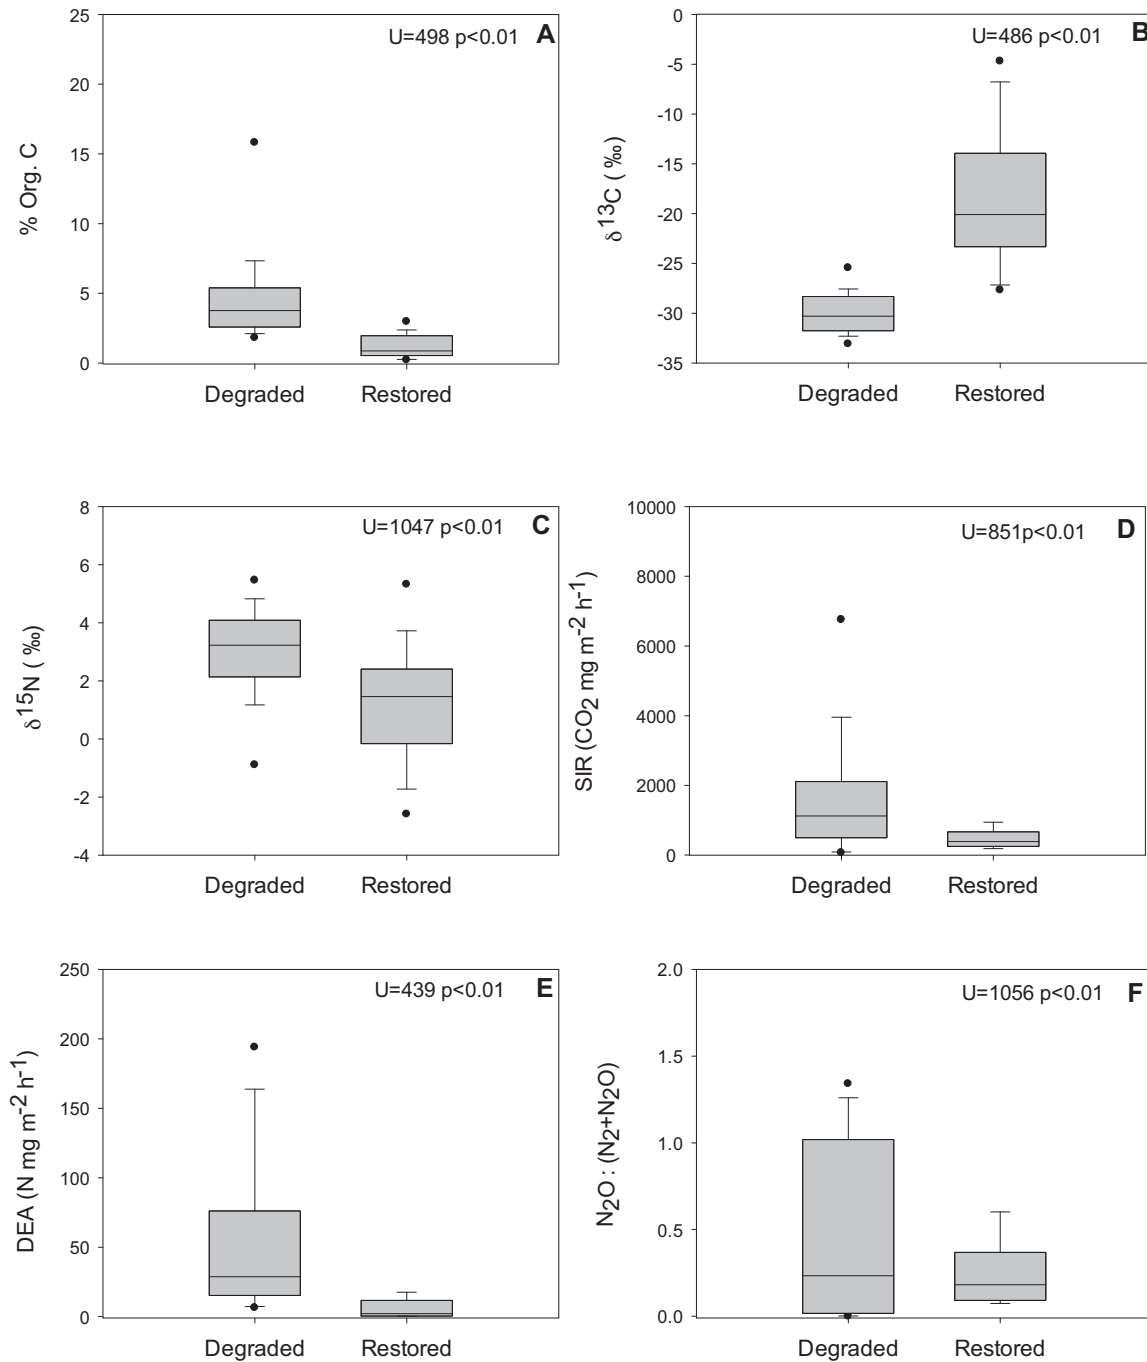 U=498 p<0.01 A
% Org. C
25
20
15
10
5
0
Degraded Restored
U=486 p<0.01 B
δ13C ( ‰)
0
-5
-10
-15
-20
-25
-30
-35
Degraded Restored
U=1047 p<0.01 C
δ15N ( ‰)
8
6
4
2
0
-2
-4
Degraded Restored
U=851p<0.01 D
SIR (CO2 mg m-2 h-1)
10000
8000
6000
4000
2000
0
Degraded Restored
U=439 p<0.01 E
DEA (N mg m-2 h-1)
250
200
150
100
50
0
Degraded Restored
U=1056 p<0.01 F
N2O : (N2+N2O)
2.0
1.5
1.0
0.5
0.0
Degraded Restored